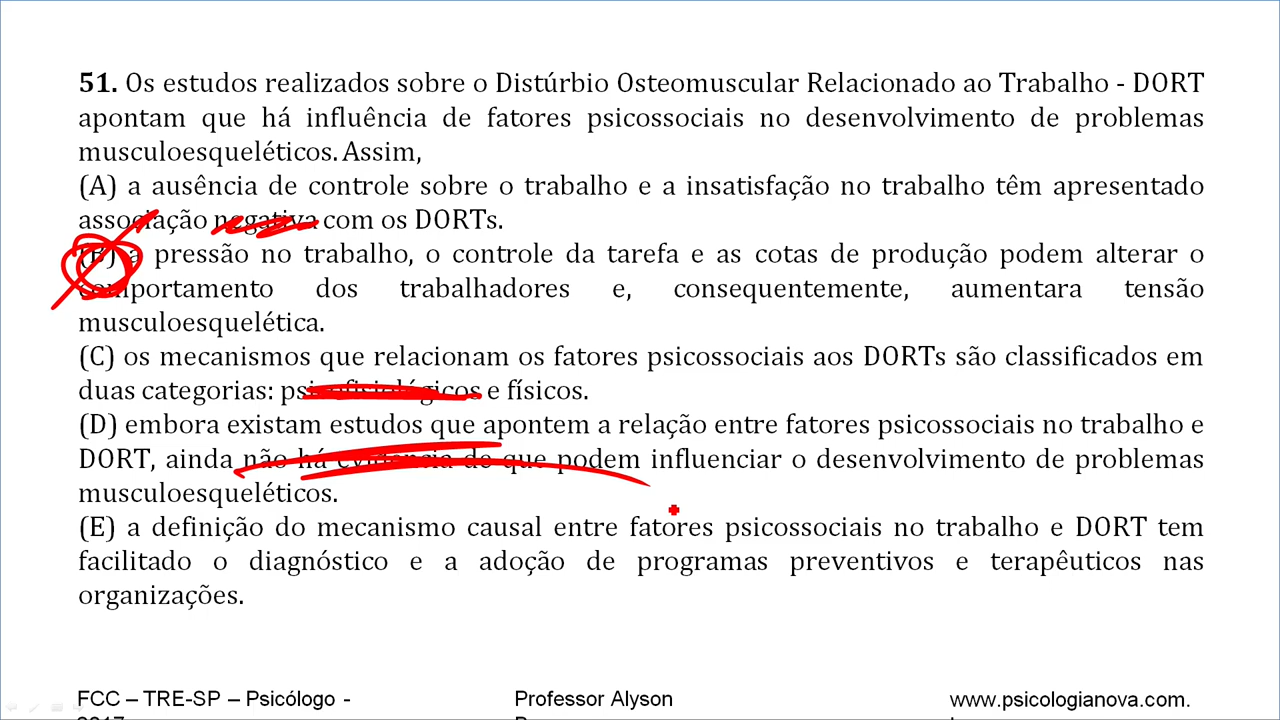 51. Os estudos realizados sobre o Distúrbio Osteomuscular Relacionado ao Trabalho - DORT
apontam que há influência de fatores psicossociais no desenvolvimento de problemas
musculoesqueléticos. Assim,
(A) a ausência de controle sobre o trabalho e a insatisfação no trabalho têm apresentado
associação negativa com os DORTs.
(B) a pressão no trabalho, o controle da tarefa e as cotas de produção podem alterar o
comportamento dos trabalhadores e, consequentemente, aumentara tensão
musculoesquelética.
(C) os mecanismos que relacionam os fatores psicossociais aos DORTs são classificados em
duas categorias: psicofisiológicos e físicos.
(D) embora existam estudos que apontem a relação entre fatores psicossociais no trabalho e
DORT, ainda não há evidência de que podem influenciar o desenvolvimento de problemas
musculoesqueléticos.
(E) a definição do mecanismo causal entre fatores psicossociais no trabalho e DORT tem
facilitado o diagnóstico e a adoção de programas preventivos e terapêuticos nas
organizações.
FCC – TRE-SP – Psicólogo -
Professor Alyson
www.psicologianova.com.